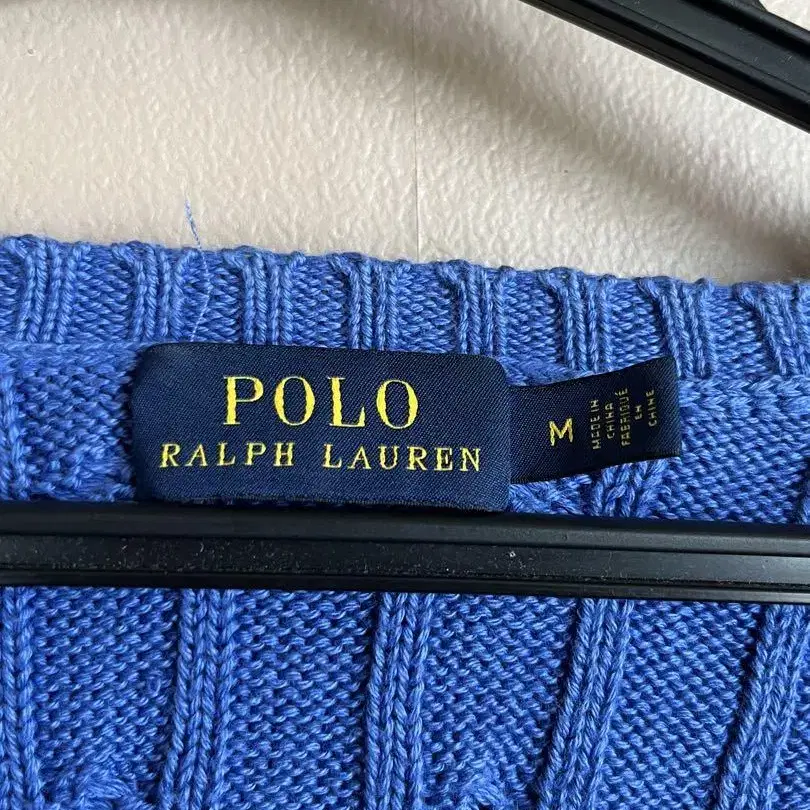 POLO
RALPH LAUREN
M
MADE IN
CHINA
FABRIQUÉ
EN
CHINE